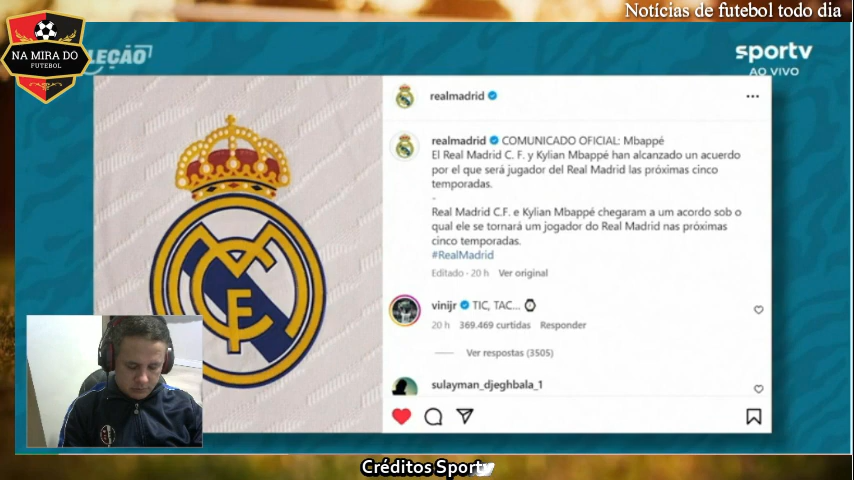 Notícias de futebol todo dia
NA MIRA DO
FUTEBOL
LEÇÃO
sportv
AO VIVO
realmadrid
realmadrid COMUNICADO OFICIAL: Mbappé
El Real Madrid C. F. y Kylian Mbappé han alcanzado un acuerdo
por el que será jugador del Real Madrid las próximas cinco
temporadas.
-
Real Madrid C.F. e Kylian Mbappé chegaram a um acordo sob o
qual ele se tornará um jogador do Real Madrid nas próximas
cinco temporadas.
#RealMadrid
Editado · 20 h Ver original
vinijr TIC, TAC... ⌚
20 h 369.469 curtidas Responder
Ver respostas (3505)
sulayman_djeghbala_1
Créditos Sportv